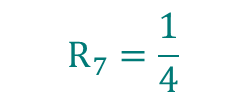 R₇ = 1/4